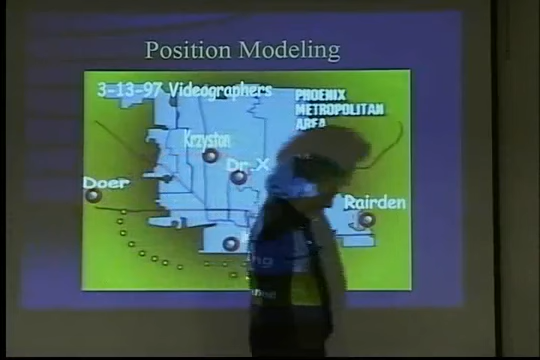 Position Modeling
3-13-97 Videographers
PHOENIX
METROPOLITAN
AREA
Krzyston
Dr. X
Doer
Rairden